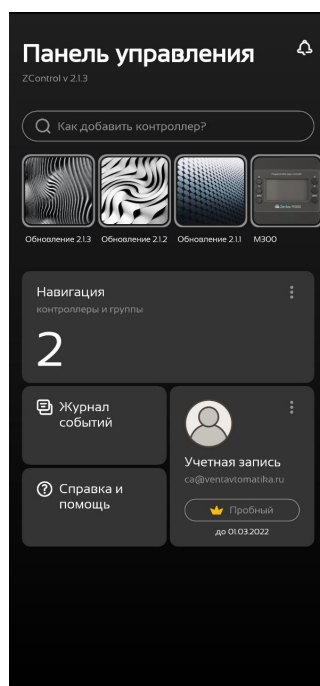 Панель управления
ZControl v 2.1.3
Как добавить контроллер?
Обновление 2.1.3 Обновление 2.1.2 Обновление 2.1.1 M300
Навигация
контроллеры и группы
2
Журнал
событий
Учетная запись
ca@ventavtomatika.ru
Справка и
помощь
Пробный
до 01.03.2022